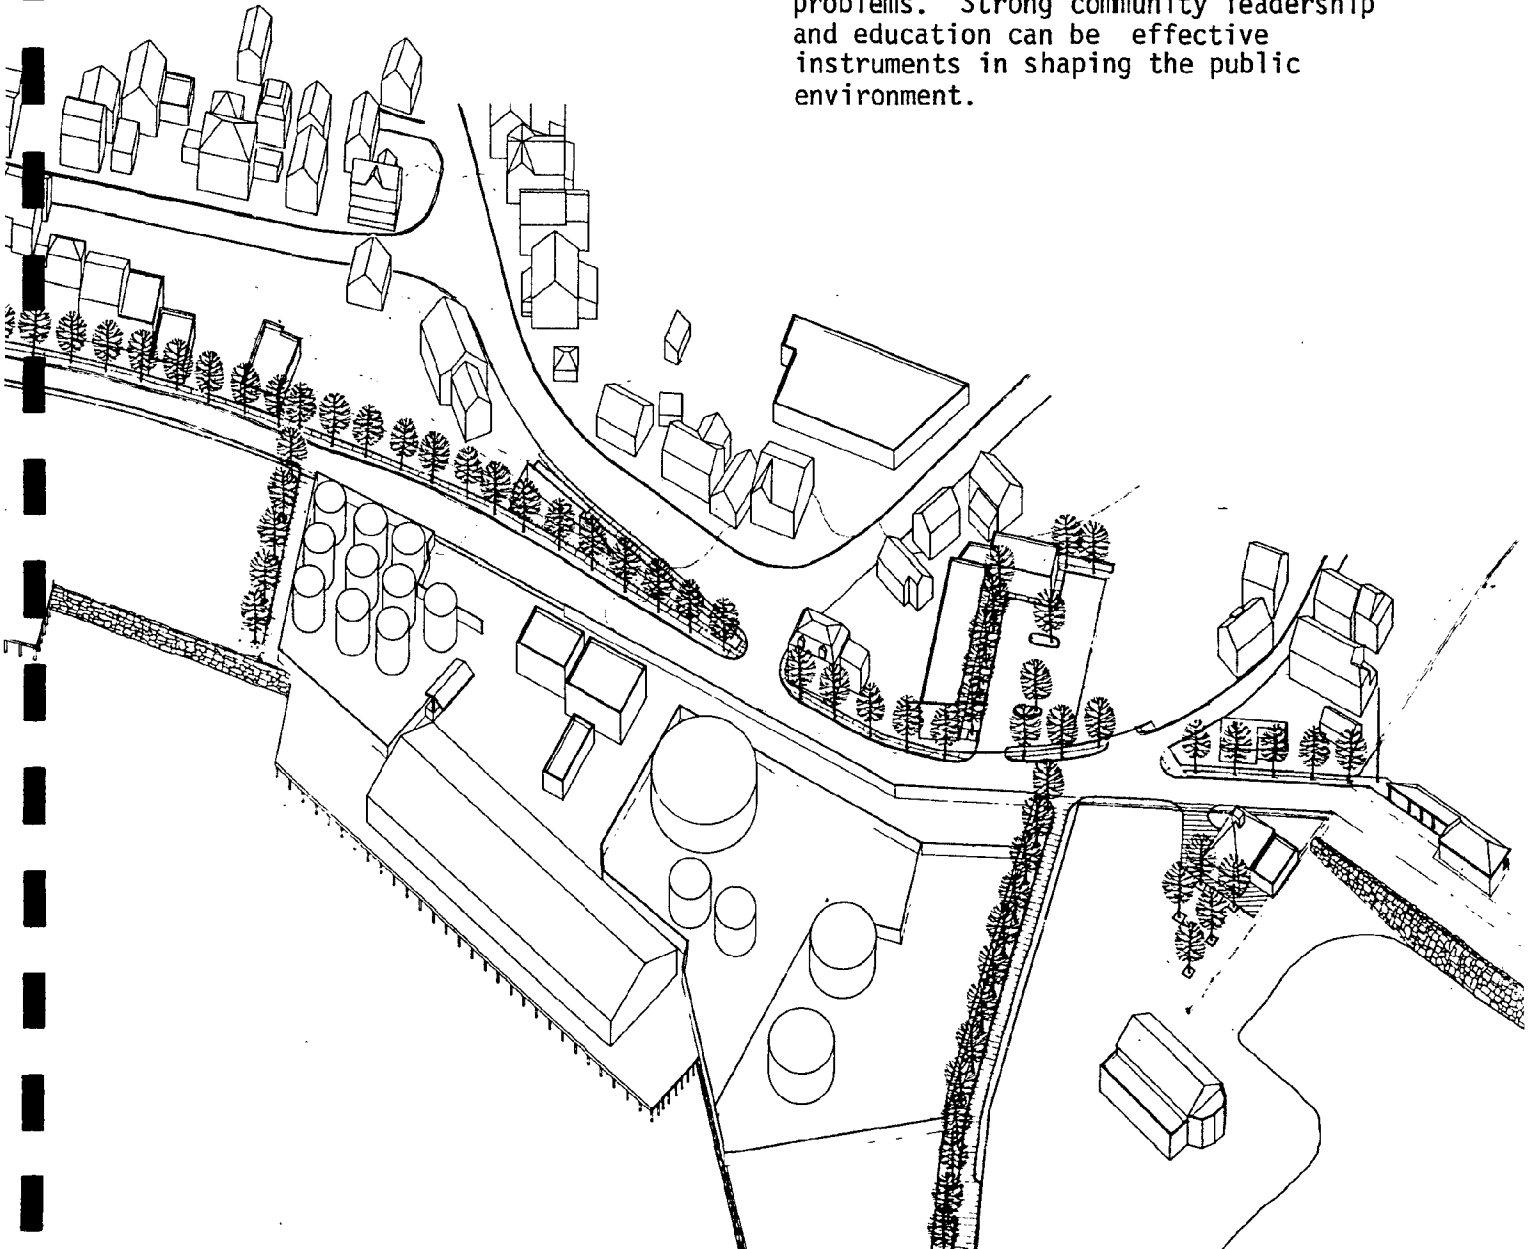 problems. Strong community leadership
and education can be effective
instruments in shaping the public
environment.